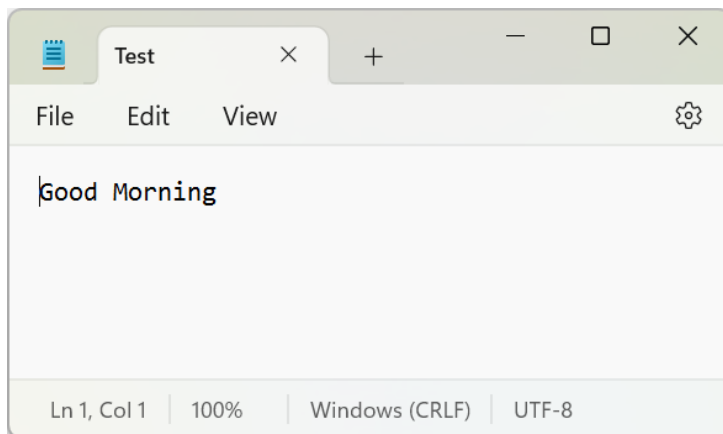 Test
File Edit View
Good Morning
Ln 1, Col 1 100% Windows (CRLF) UTF-8